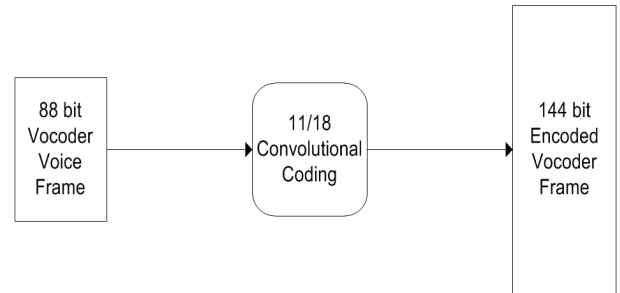 88 bit
Vocoder
Voice
Frame
11/18
Convolutional
Coding
144 bit
Encoded
Vocoder
Frame